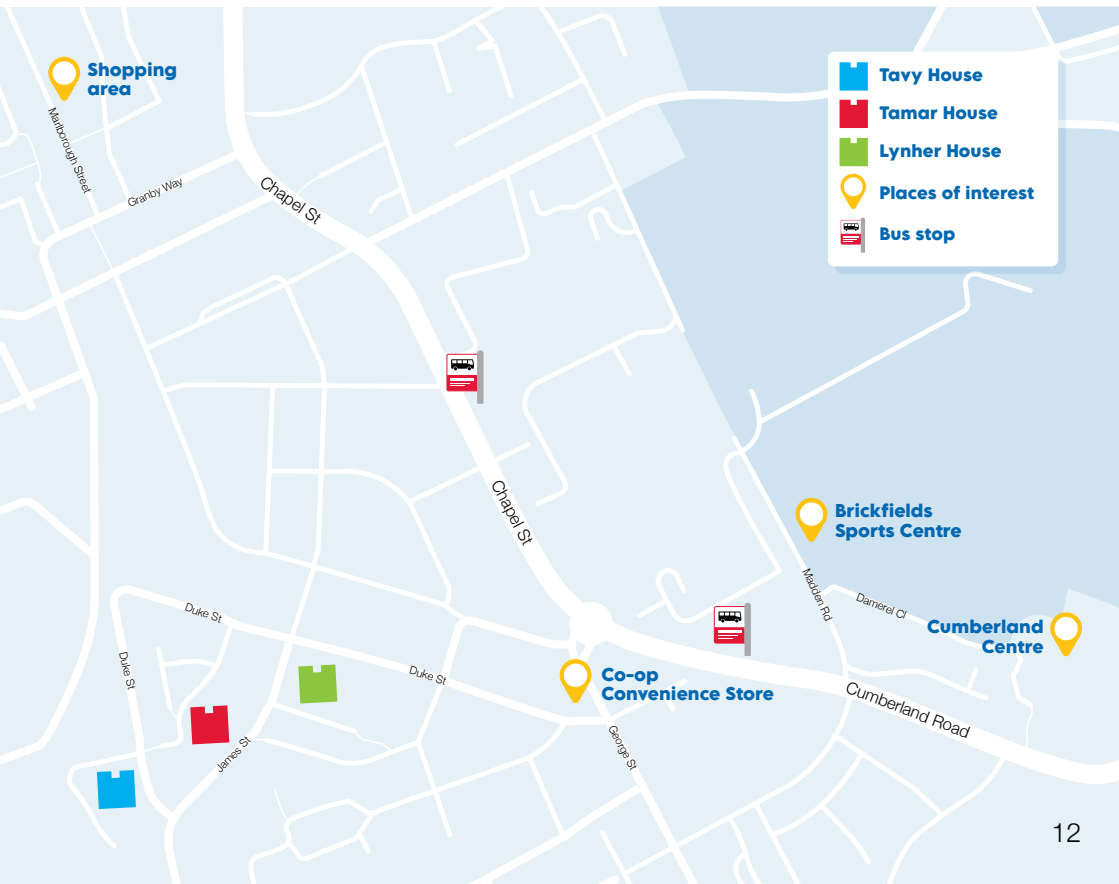 Shopping
area
Marlborough Street
Granby Way
Chapel St
Tavy House
Tamar House
Lynher House
Places of interest
Bus stop
Chapel St
Brickfields
Sports Centre
Madden Rd
Damerel Cl
Cumberland
Centre
Duke St
Duke St
Duke St
Co-op
Convenience Store
Cumberland Road
George St
James St
12